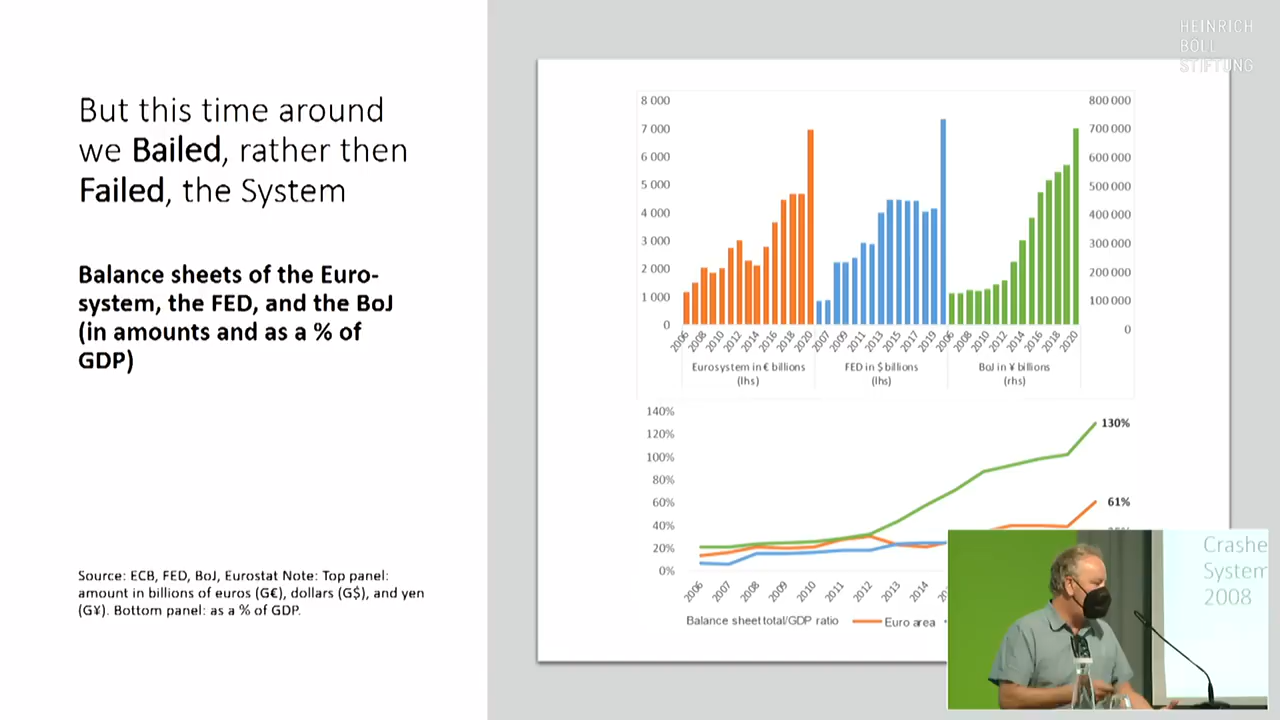 HEINRICH
BÖLL
STIFTUNG
But this time around
we Bailed, rather then
Failed, the System
Balance sheets of the Euro-
system, the FED, and the BoJ
(in amounts and as a % of
GDP)
Source: ECB, FED, BoJ, Eurostat Note: Top panel:
amount in billions of euros (G€), dollars (G$), and yen
(G¥). Bottom panel: as a % of GDP.
8 000
7 000
6 000
5 000
4 000
3 000
2 000
1 000
0
800 000
700 000
600 000
500 000
400 000
300 000
200 000
100 000
0
2006 2008 2010 2012 2014 2016 2018 2020 2007 2009 2011 2013 2015 2017 2019 2006 2008 2010 2012 2014 2016 2018 2020
Eurosystem in € billions
(lhs)
FED in $ billions
(lhs)
BoJ in ¥ billions
(rhs)
140%
120%
100%
80%
60%
40%
20%
0%
130%
61%
2006 2007 2008 2009 2010 2011 2012 2013 2014
Balance sheet total/GDP ratio
Euro area
Crashe
System
2008